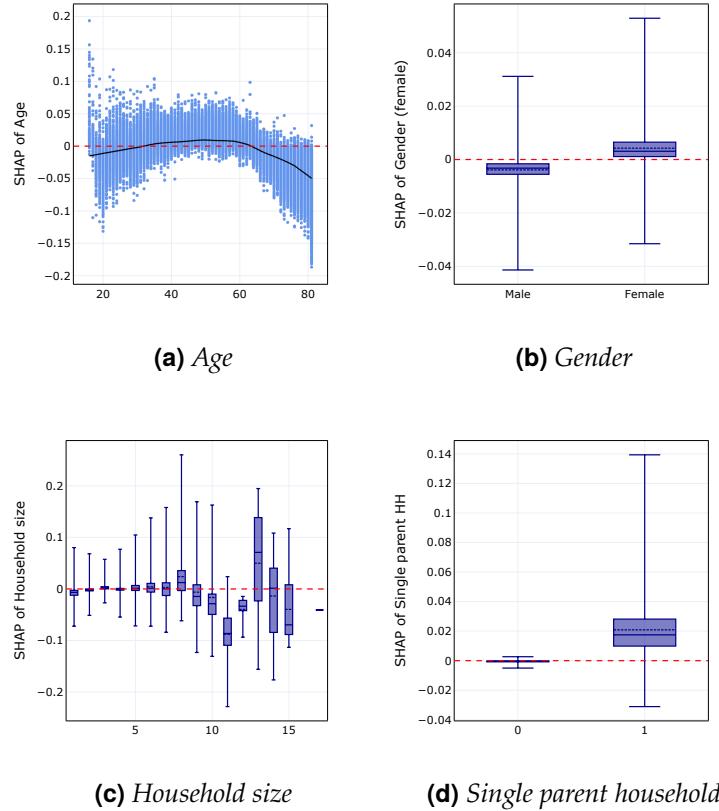 0.2
0.15
0.1
0.05
0
−0.05
−0.1
−0.15
−0.2
SHAP of Age
20 40 60 80
(a) Age
0.04
0.02
0
−0.02
−0.04
SHAP of Gender (female)
Male Female
(b) Gender
0.2
0.1
0
−0.1
−0.2
SHAP of Household size
5 10 15
(c) Household size
0.14
0.12
0.1
0.08
0.06
0.04
0.02
0
−0.02
−0.04
SHAP of Single parent HH
0 1
(d) Single parent household